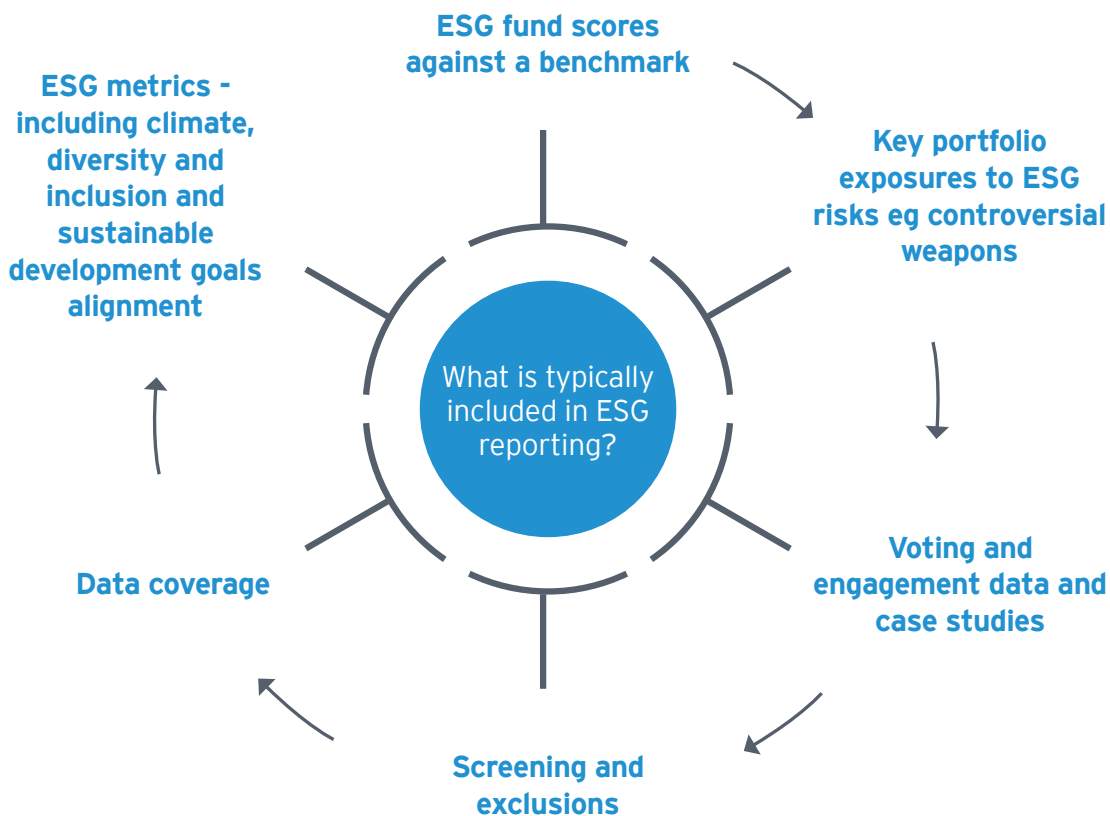 ESG fund scores
against a benchmark
Key portfolio
exposures to ESG
risks eg controversial
weapons
Voting and
engagement data and
case studies
Screening and
exclusions
Data coverage
ESG metrics -
including climate,
diversity and
inclusion and
sustainable
development goals
alignment
What is typically
included in ESG
reporting?